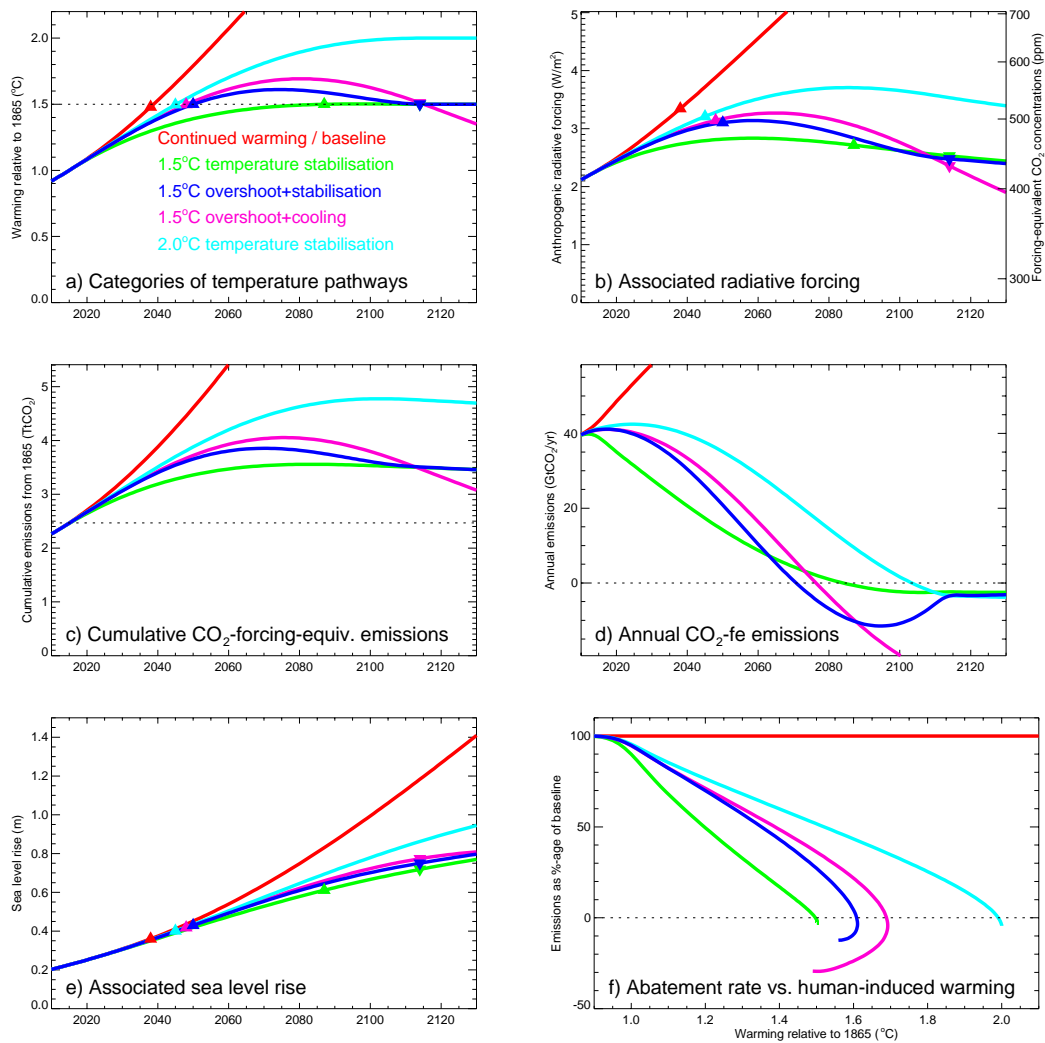 2.0
1.5
1.0
0.5
0.0
Warming relative to 1865 (°C)
Continued warming / baseline
1.5°C temperature stabilisation
1.5°C overshoot+stabilisation
1.5°C overshoot+cooling
2.0°C temperature stabilisation
a) Categories of temperature pathways
2020 2040 2060 2080 2100 2120
5
4
3
2
1
0
Anthropogenic radiative forcing (W/m²)
700
600
500
400
300
Forcing-equivalent CO₂ concentrations (ppm)
b) Associated radiative forcing
2020 2040 2060 2080 2100 2120
5
4
3
2
1
0
Cumulative emissions from 1865 (TtCO₂)
c) Cumulative CO₂-forcing-equiv. emissions
2020 2040 2060 2080 2100 2120
40
20
0
Annual emissions (GtCO₂/yr)
d) Annual CO₂-fe emissions
2020 2040 2060 2080 2100 2120
1.4
1.2
1.0
0.8
0.6
0.4
0.2
0.0
Sea level rise (m)
e) Associated sea level rise
2020 2040 2060 2080 2100 2120
100
50
0
-50
Emissions as %-age of baseline
f) Abatement rate vs. human-induced warming
1.0 1.2 1.4 1.6 1.8 2.0
Warming relative to 1865 (°C)